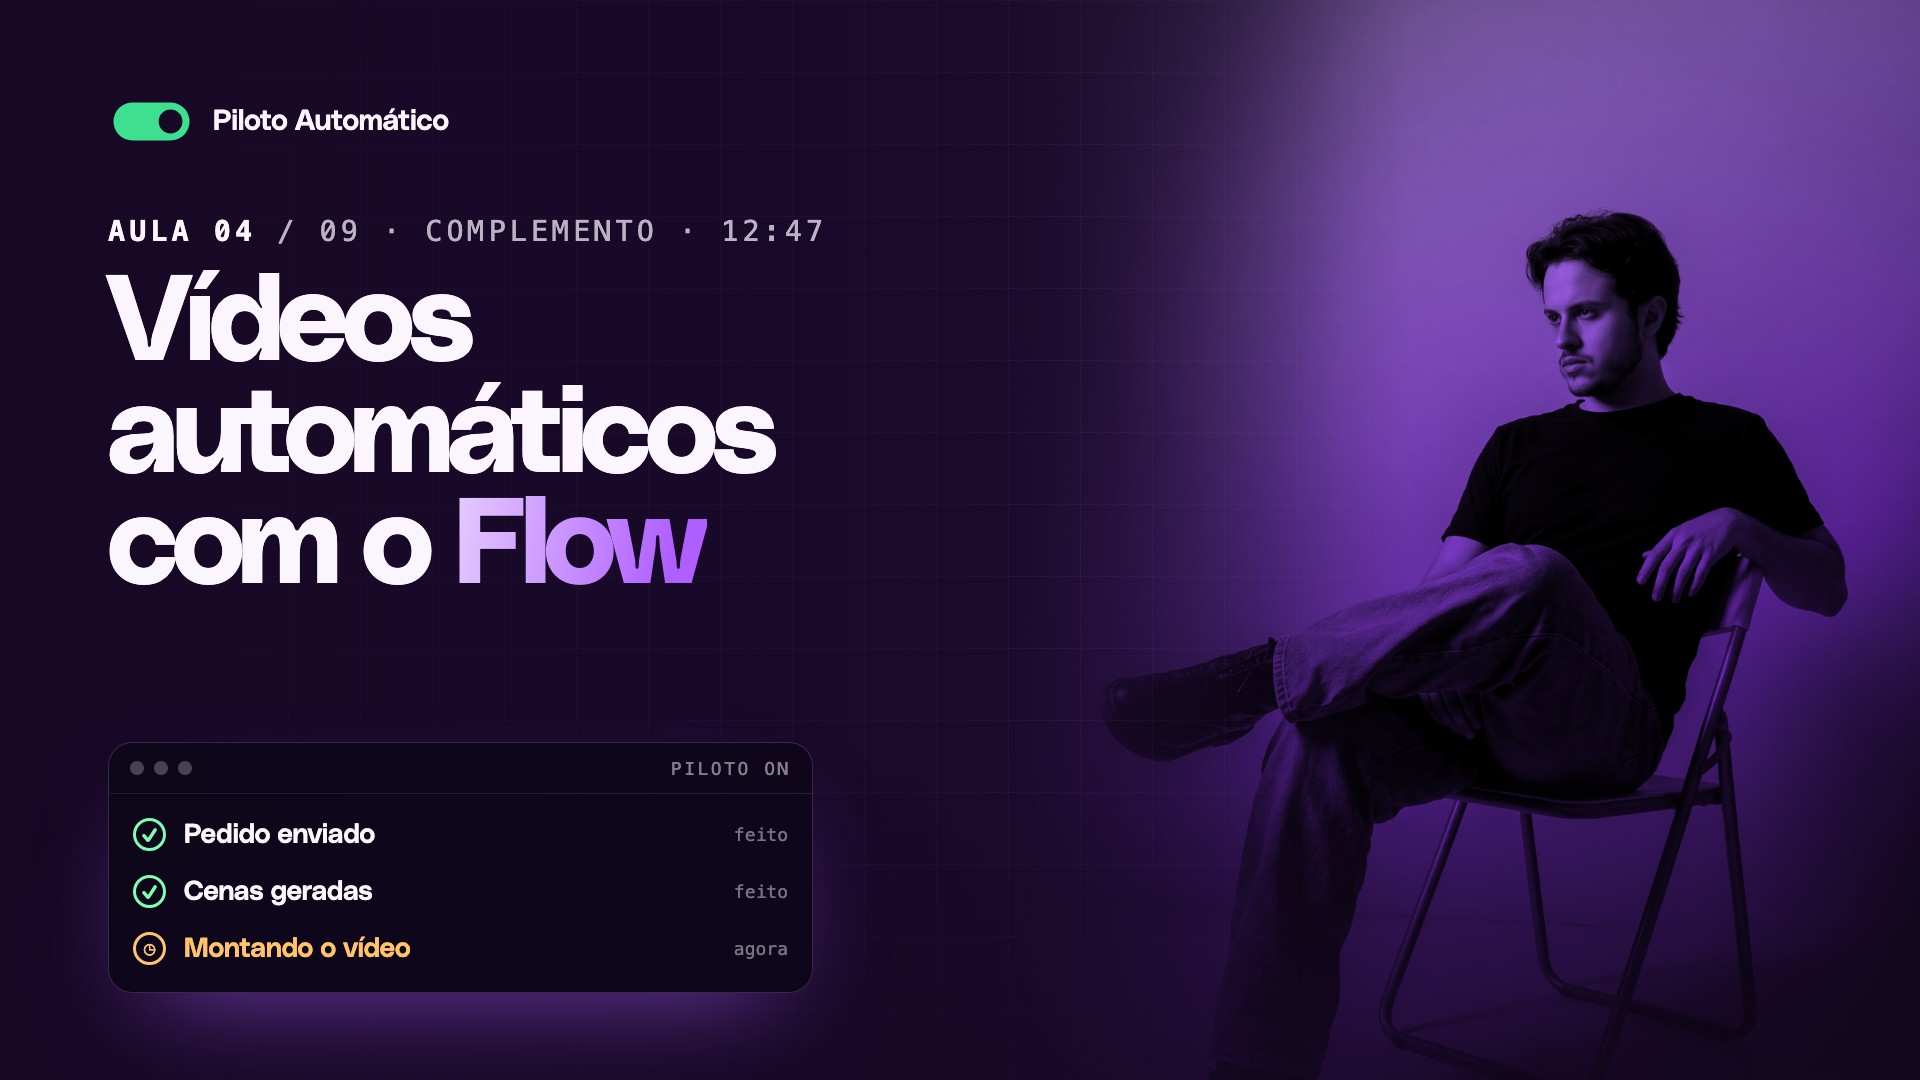 Piloto Automático
AULA 04 / 09 · COMPLEMENTO · 12:47
Vídeos
automáticos
com o Flow
PILOTO ON
Pedido enviado feito
Cenas geradas feito
Montando o vídeo agora